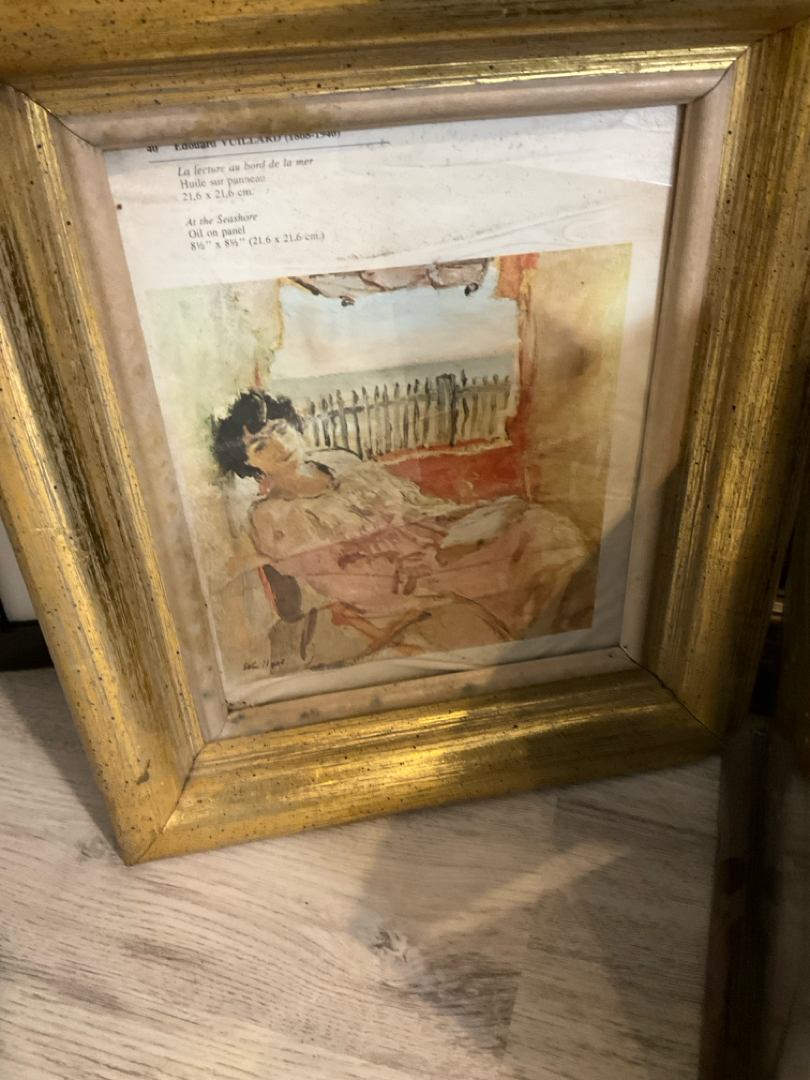 40 Edouard VUILLARD (1868-1940)
La lecture au bord de la mer
Huile sur panneau
21,6 x 21,6 cm.
At the Seashore
Oil on panel
8½" x 8½" (21.6 x 21.6 cm.)